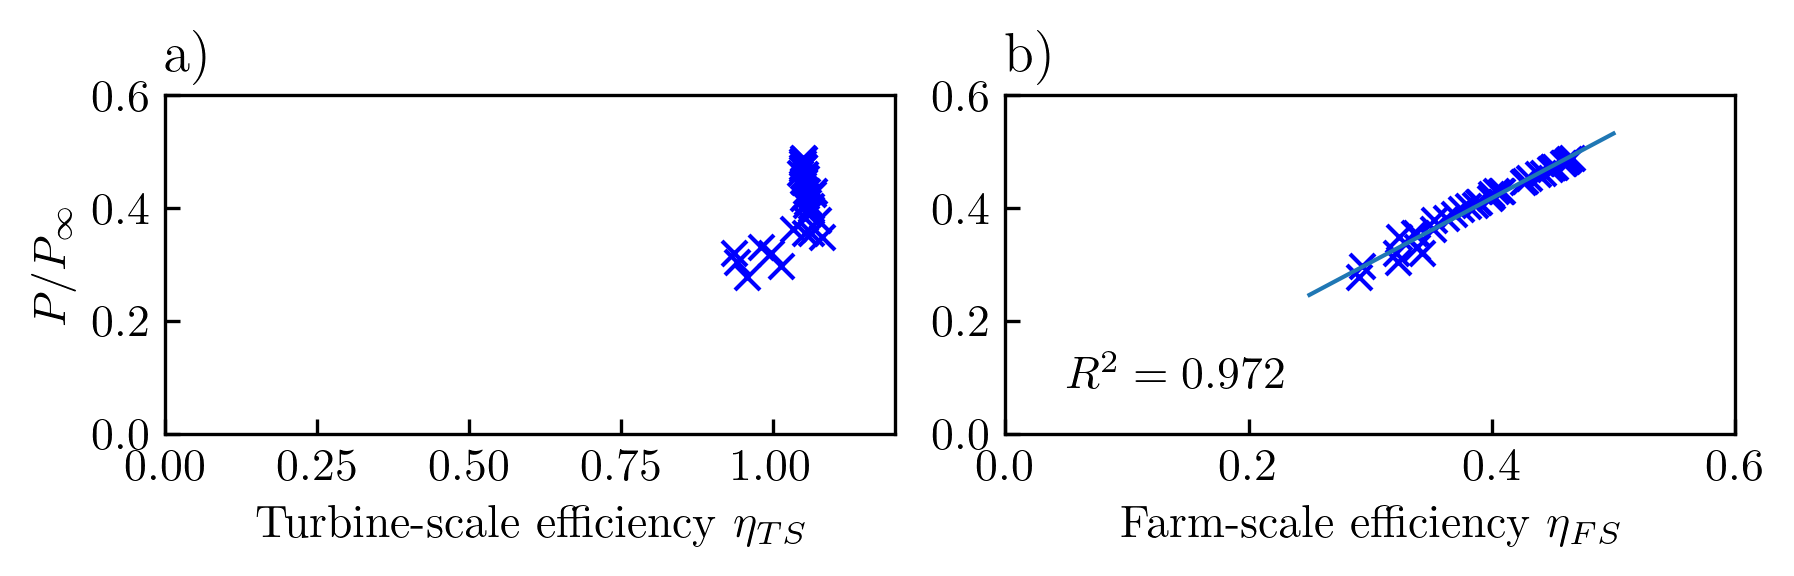 a)
b)
P/P∞
0.6
0.4
0.2
0.0
0.00 0.25 0.50 0.75 1.00
Turbine-scale efficiency ηTS
0.6
0.4
0.2
0.0
R² = 0.972
0.0 0.2 0.4 0.6
Farm-scale efficiency ηFS